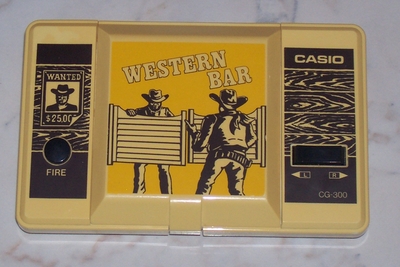 WESTERN
BAR
CASIO
WANTED
$25.00
FIRE
L R
CG-300